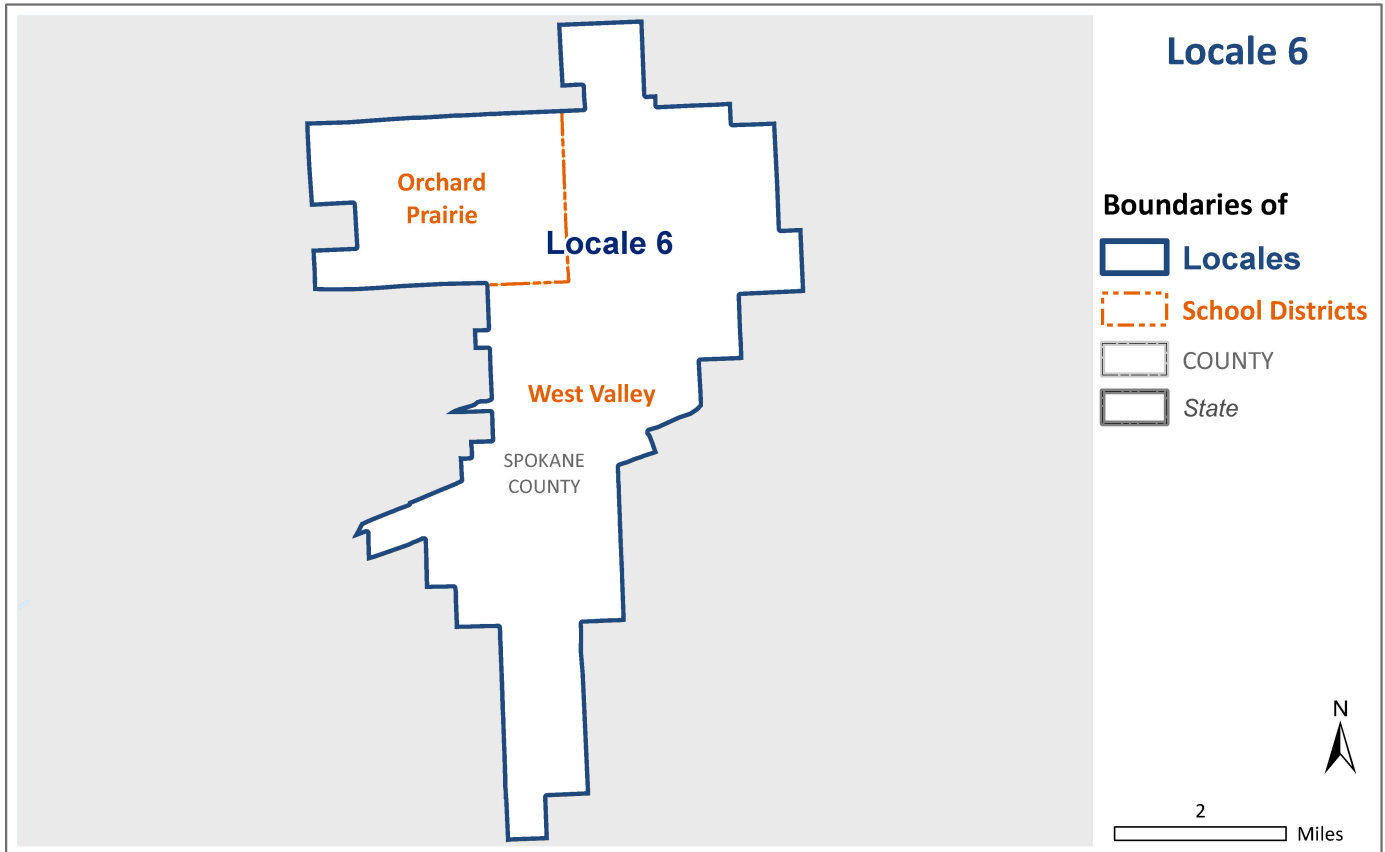 Locale 6
Orchard
Prairie
Locale 6
West Valley
SPOKANE
COUNTY
Boundaries of
Locales
School Districts
COUNTY
State
N
2
Miles